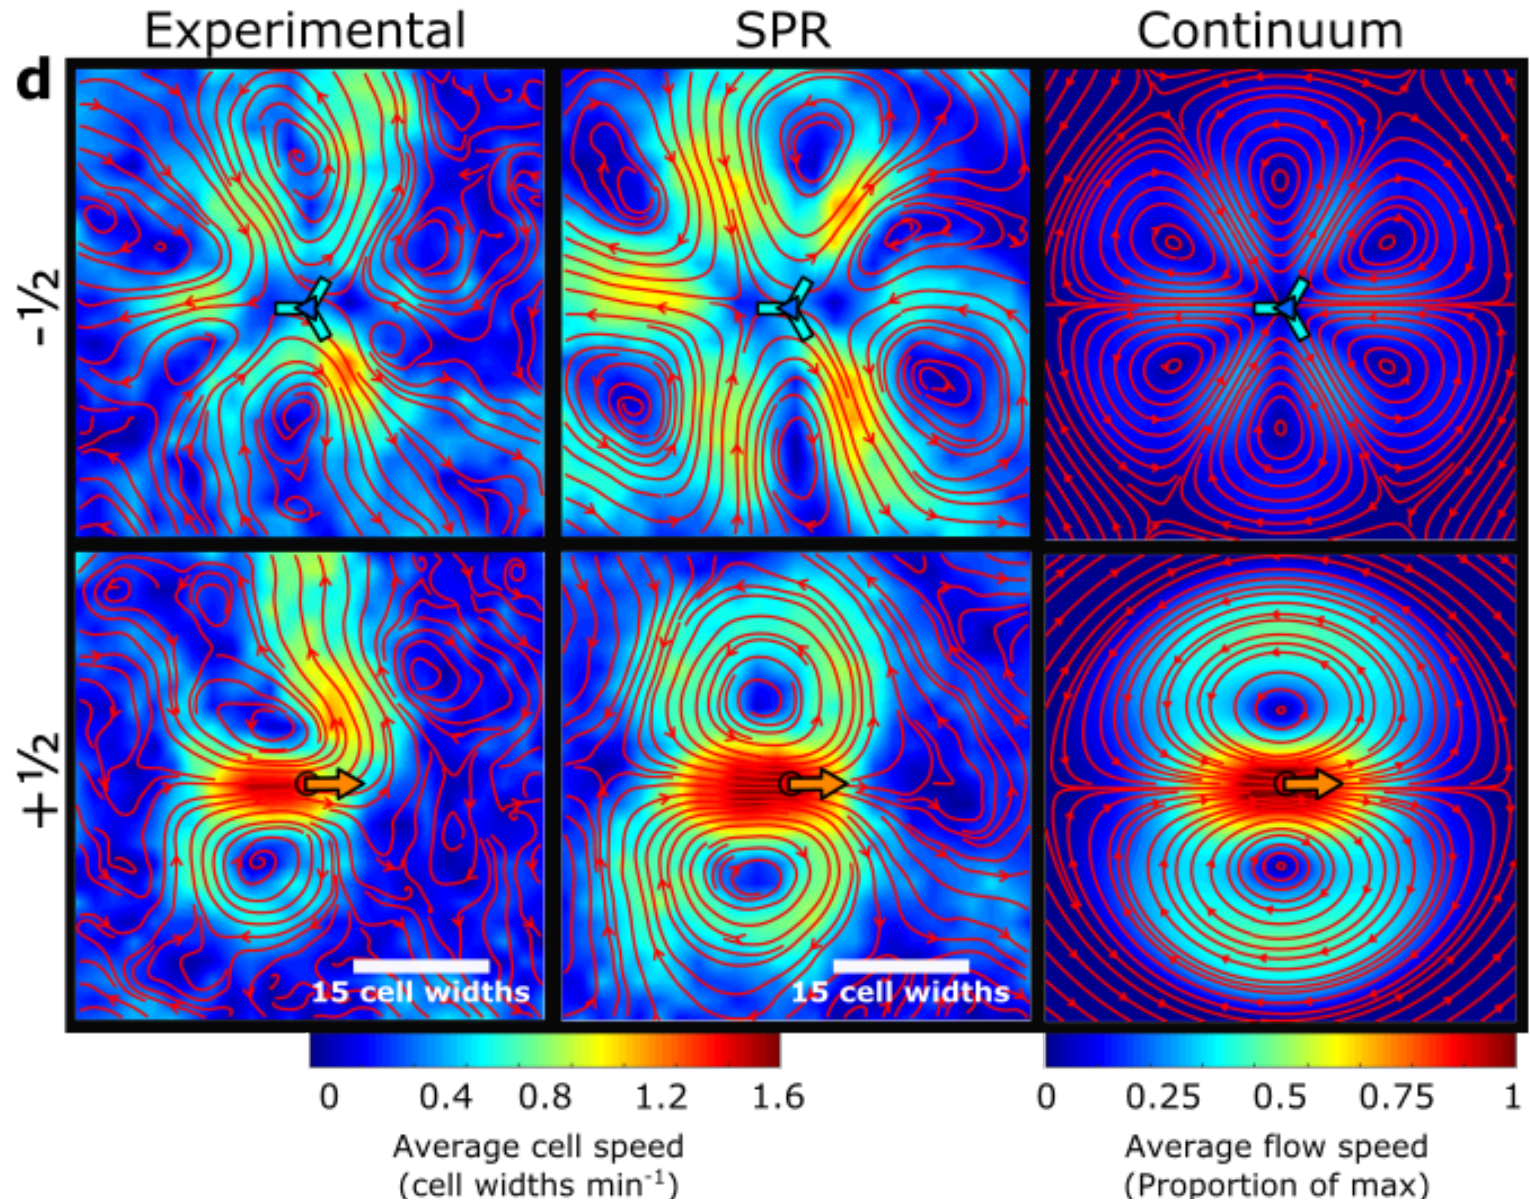 Experimental SPR Continuum
d
-½
+½
15 cell widths 15 cell widths
0 0.4 0.8 1.2 1.6 0 0.25 0.5 0.75 1
Average cell speed
(cell widths min⁻¹)
Average flow speed
(Proportion of max)